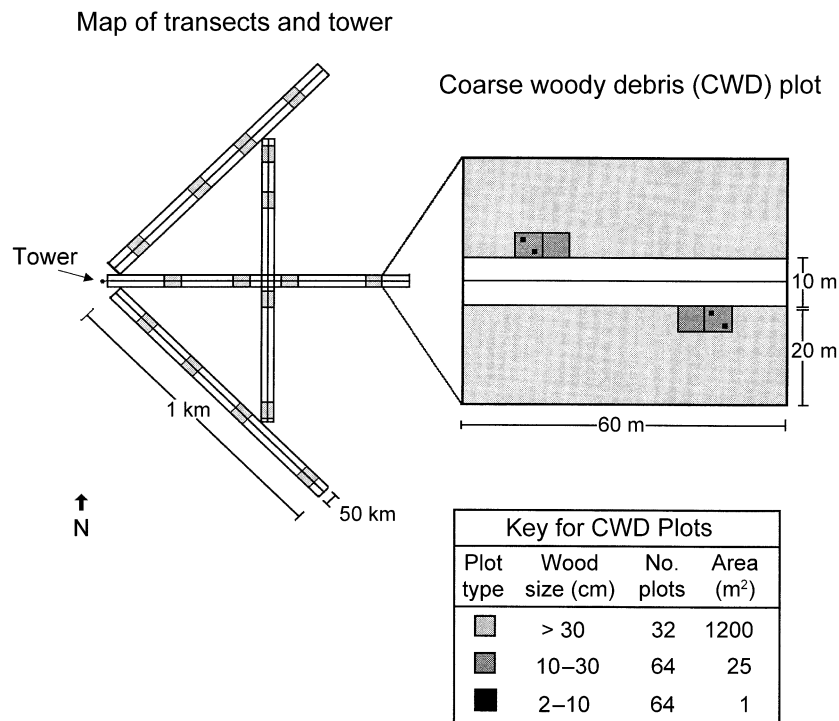 Map of transects and tower
Coarse woody debris (CWD) plot
Tower
10 m
20 m
1 km
60 m
50 km
N
Key for CWD Plots
Plot type Wood size (cm) No. plots Area (m²)
> 30 32 1200
10–30 64 25
2–10 64 1